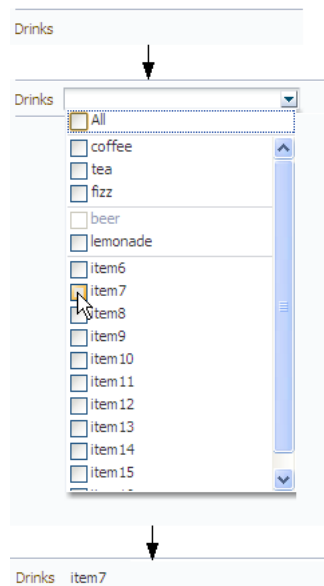 Drinks
Drinks
All
coffee
tea
fizz
beer
lemonade
item6
item7
item8
item9
item10
item11
item12
item13
item14
item15
Drinks item7